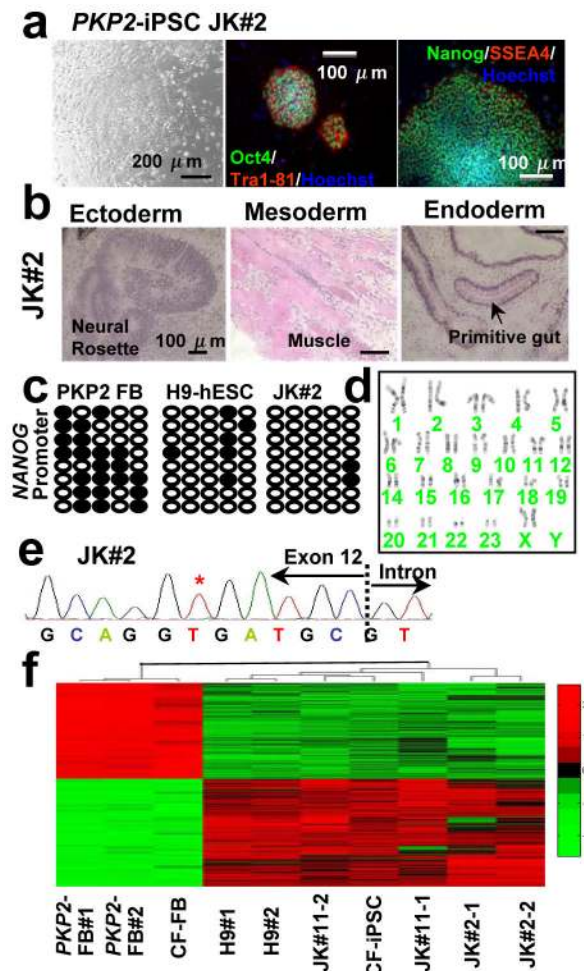 a PKP2-iPSC JK#2
200 μm
100 μm
Oct4/
Tra1-81/Hoechst
Nanog/SSEA4/
Hoechst
100 μm
b Ectoderm Mesoderm Endoderm
JK#2
Neural
Rosette 100 μm
Muscle
Primitive gut
c PKP2 FB H9-hESC JK#2
NANOG
Promoter
d
1 2 3 4 5
6 7 8 9 10 11 12
14 15 16 17 18 19
20 21 22 23 X Y
e JK#2
* Exon 12 Intron
G C A G G T G A T G C G T
f
PKP2-
FB#1
PKP2-
FB#2
CF-FB
H9#1
H9#2
JK#11-2
CF-iPSC
JK#11-1
JK#2-1
JK#2-2